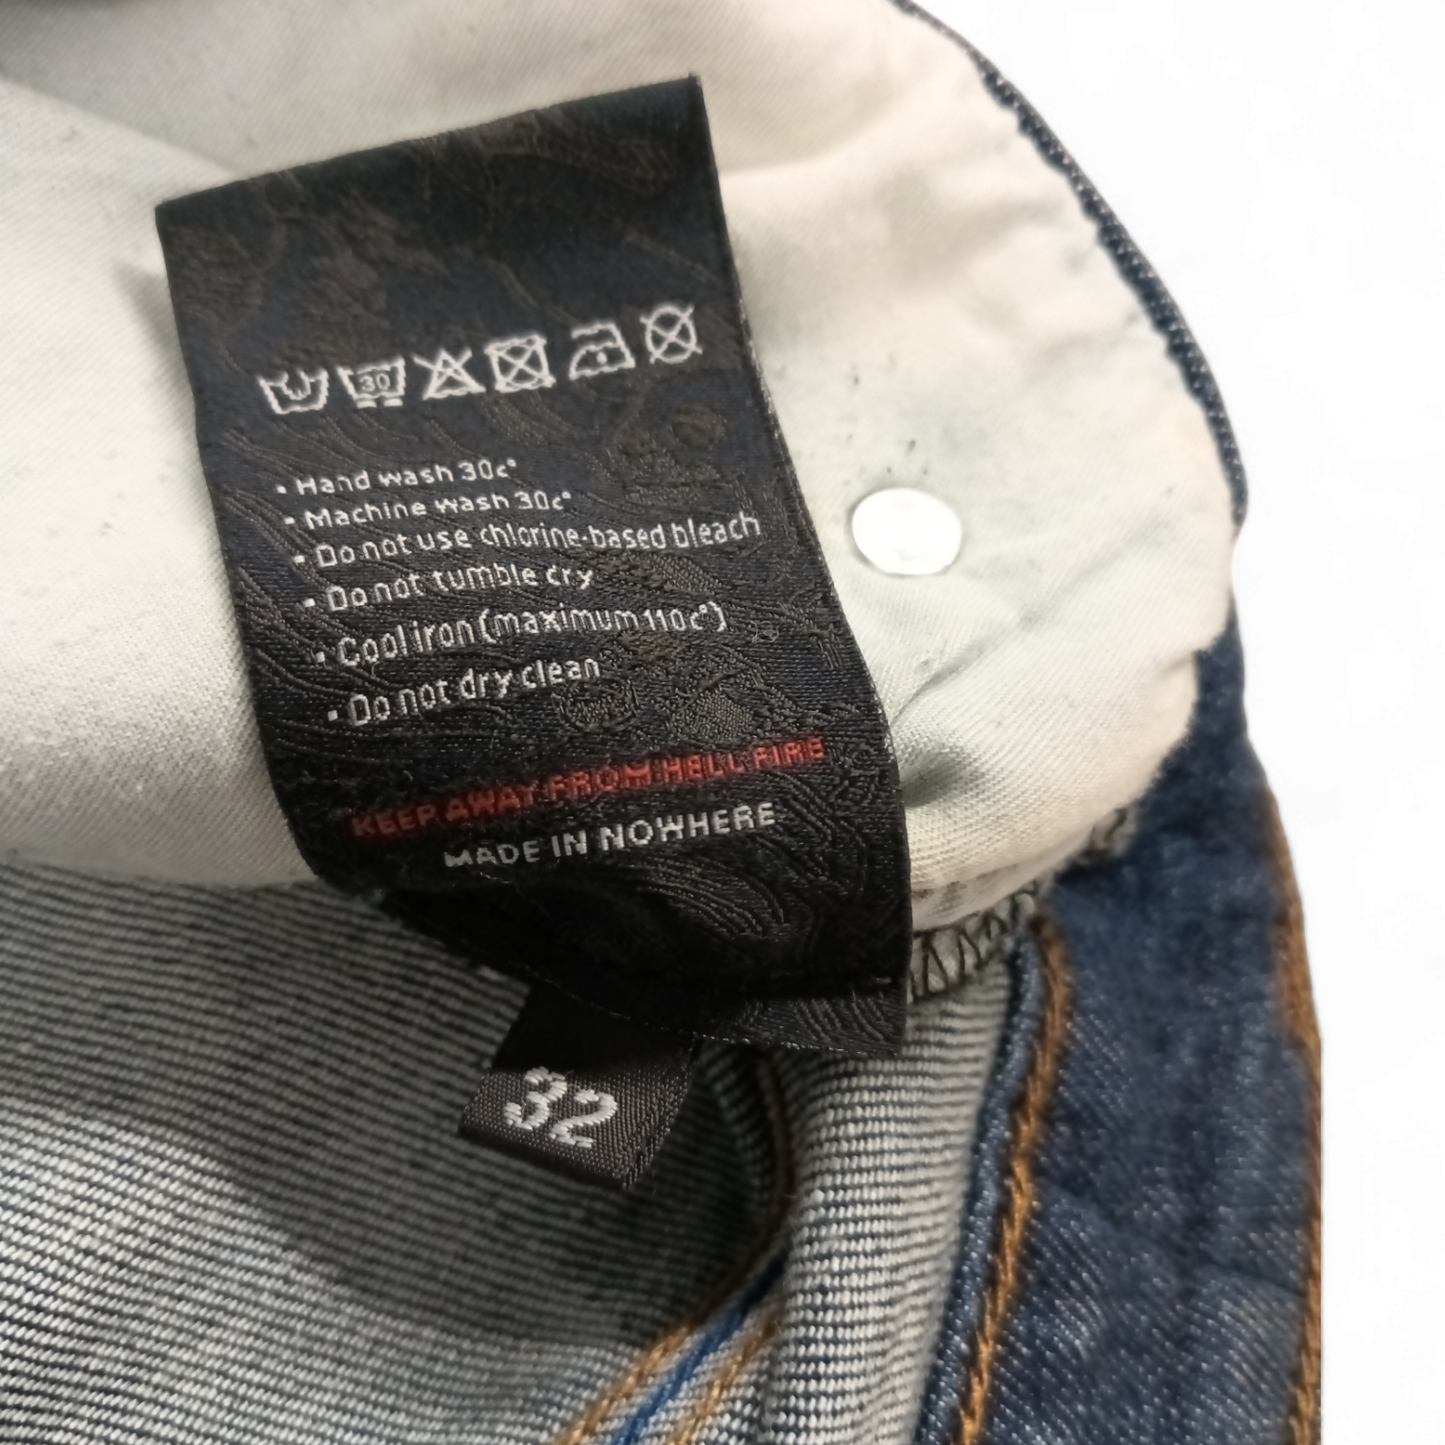 30
• Hand wash 30c°
• Machine wash 30c°
• Do not use chlorine-based bleach
• Do not tumble cry
• Cool iron (maximum 110c°)
• Do not dry clean
KEEP AWAY FROM HELL FIRE
MADE IN NOWHERE
32